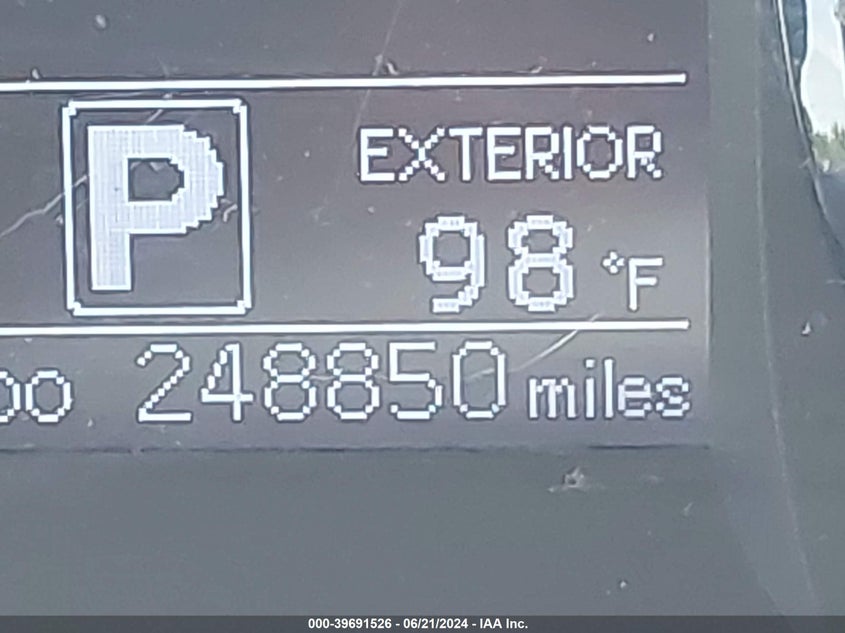 P
EXTERIOR
98 °F
248850 miles
000-39691526 - 06/21/2024 - IAA Inc.